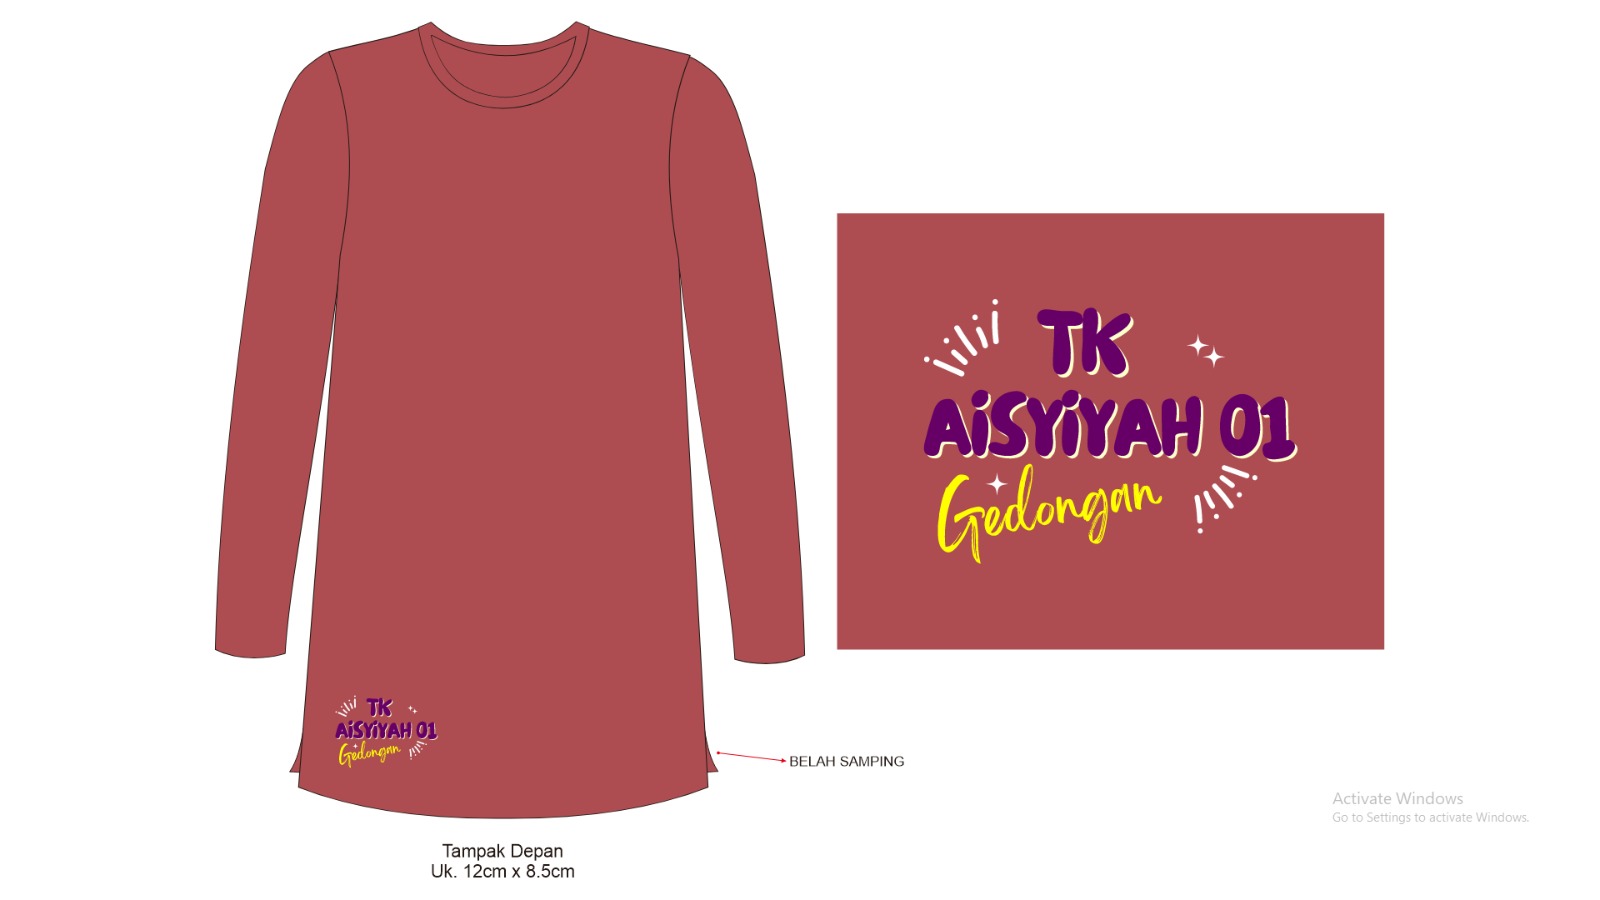 TK
AiSYiYAH 01
Gedongan
TK
AiSYiYAH 01
Gedongan
BELAH SAMPING
Tampak Depan
Uk. 12cm x 8.5cm
Activate Windows
Go to Settings to activate Windows.